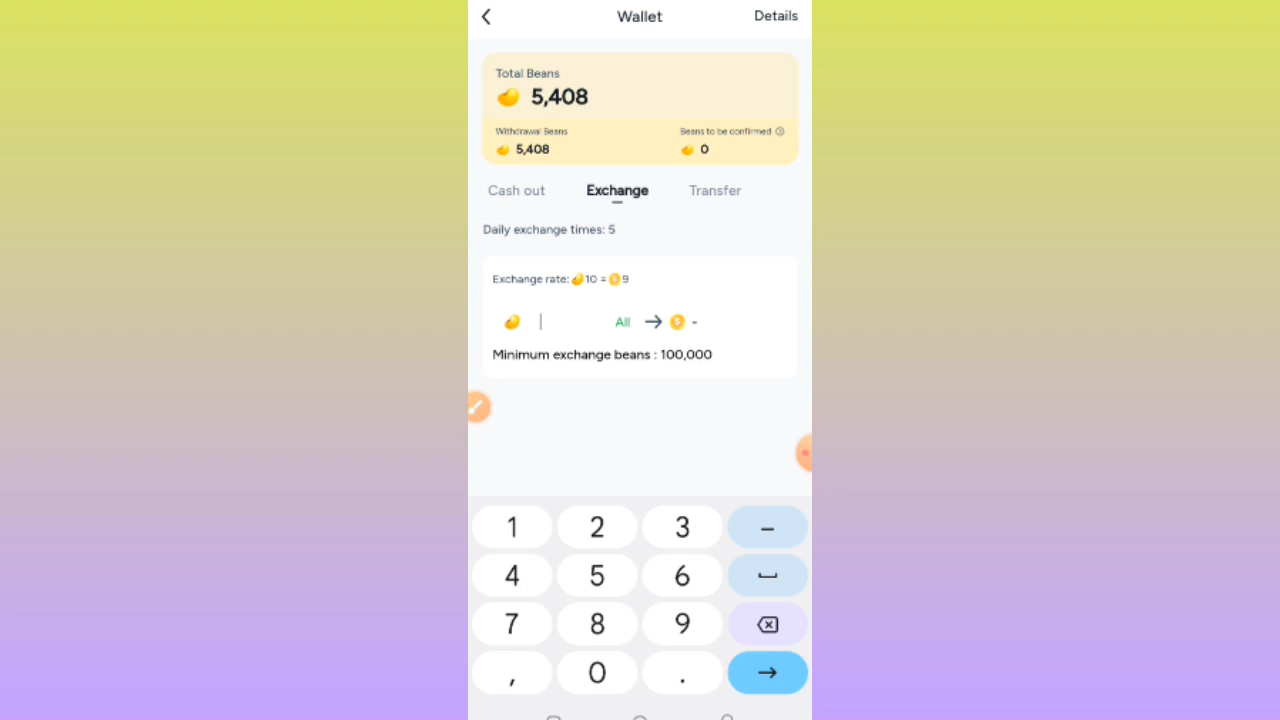 Wallet Details
Total Beans
5,408
Withdrawal Beans Beans to be confirmed
5,408 0
Cash out Exchange Transfer
Daily exchange times: 5
Exchange rate: 10 = 9
All → -
Minimum exchange beans : 100,000
1 2 3 –
4 5 6
7 8 9
, 0 . →